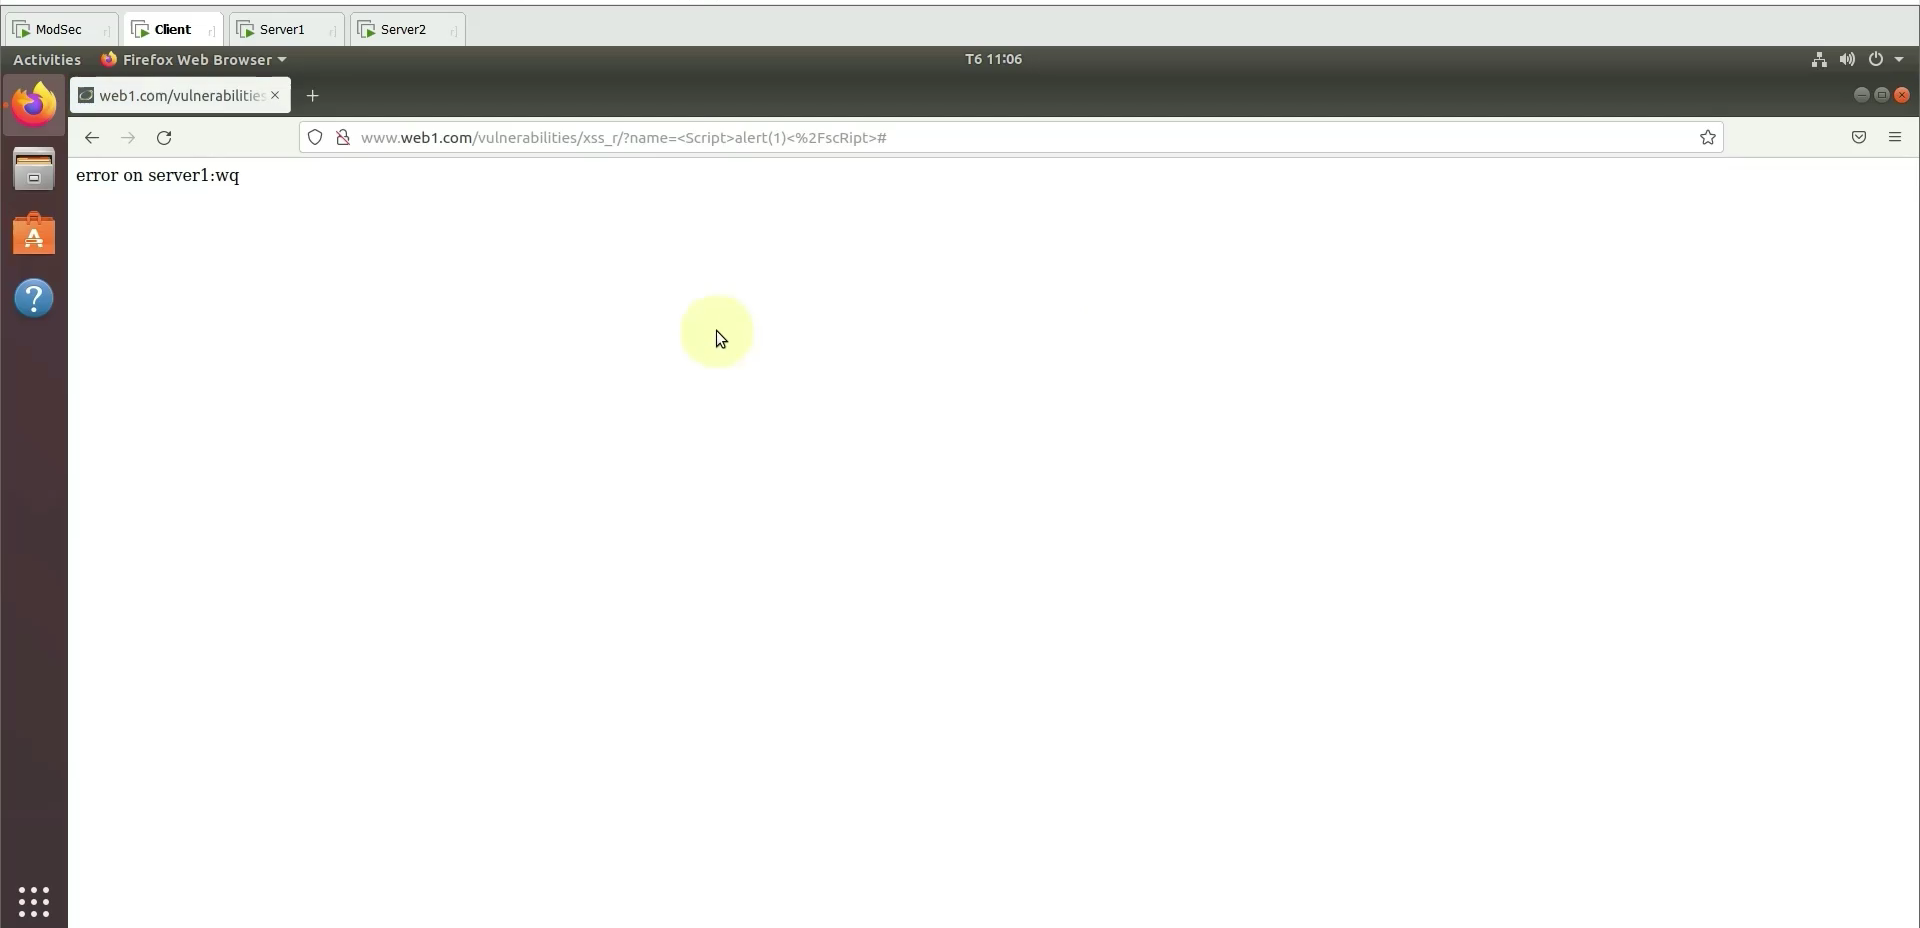 ModSec
Client
Server1
Server2
Activities
Firefox Web Browser
T6 11:06
web1.com/vulnerabilities
www.web1.com/vulnerabilities/xss_r/?name=<Script>alert(1)<%2FscRipt>#
error on server1:wq